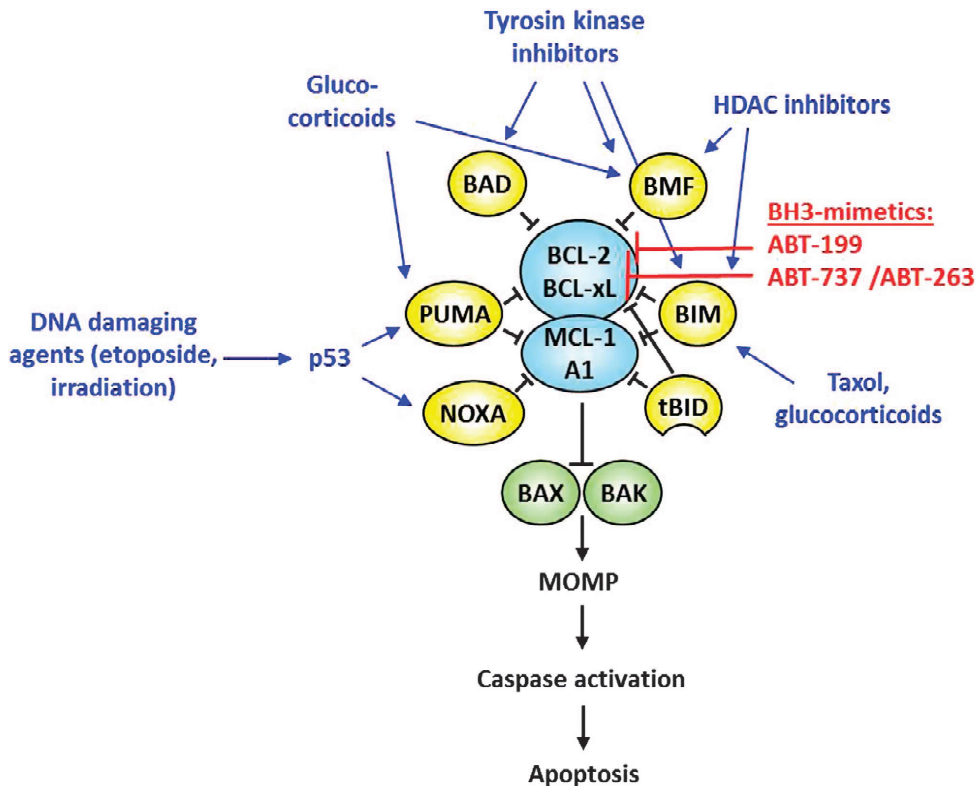 Tyrosin kinase
inhibitors
Gluco-
corticoids
HDAC inhibitors
BAD
BMF
BH3-mimetics:
ABT-199
ABT-737 /ABT-263
BCL-2
BCL-xL
PUMA
BIM
MCL-1
A1
DNA damaging
agents (etoposide,
irradiation)
p53
NOXA
tBID
Taxol,
glucocorticoids
BAX
BAK
MOMP
Caspase activation
Apoptosis